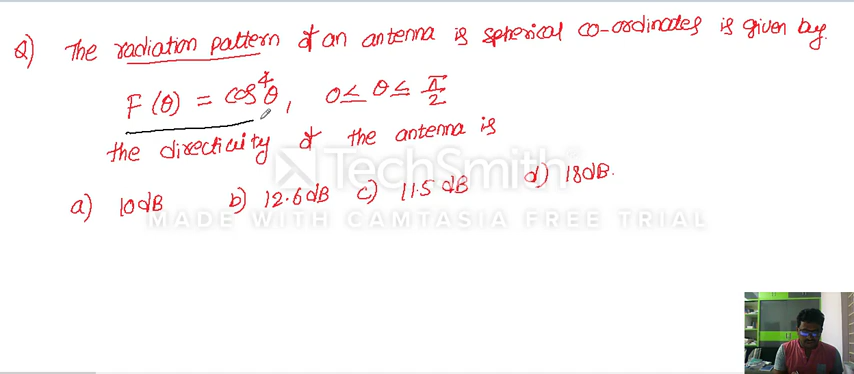 Q) The radiation pattern of an antenna is spherical co-ordinates is given by.
F(θ) = cos⁴θ, 0 ≤ θ ≤ π/2
the directivity of the antenna is
TechSmith
a) 10dB b) 12.6dB c) 11.5 dB d) 18dB.
MADE WITH CAMTASIA FREE TRIAL